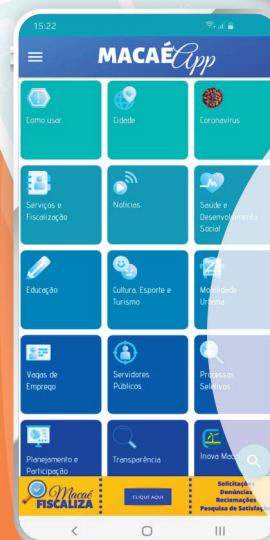 15:22
MACAÉ App
Como usar
Cidade
Coronavírus
Serviços e
Fiscalização
Notícias
Saúde e
Desenvolvimento
Social
Educação
Cultura, Esporte e
Turismo
Mobilidade
Urbana
Vagas de
Emprego
Servidores
Públicos
Processos
Seletivos
Planejamento e
Participação
Transparência
Inova Macaé
Macaé
FISCALIZA
CLIQUE AQUI
Solicitações
Denúncias
Reclamações
Pesquisa de Satisfação